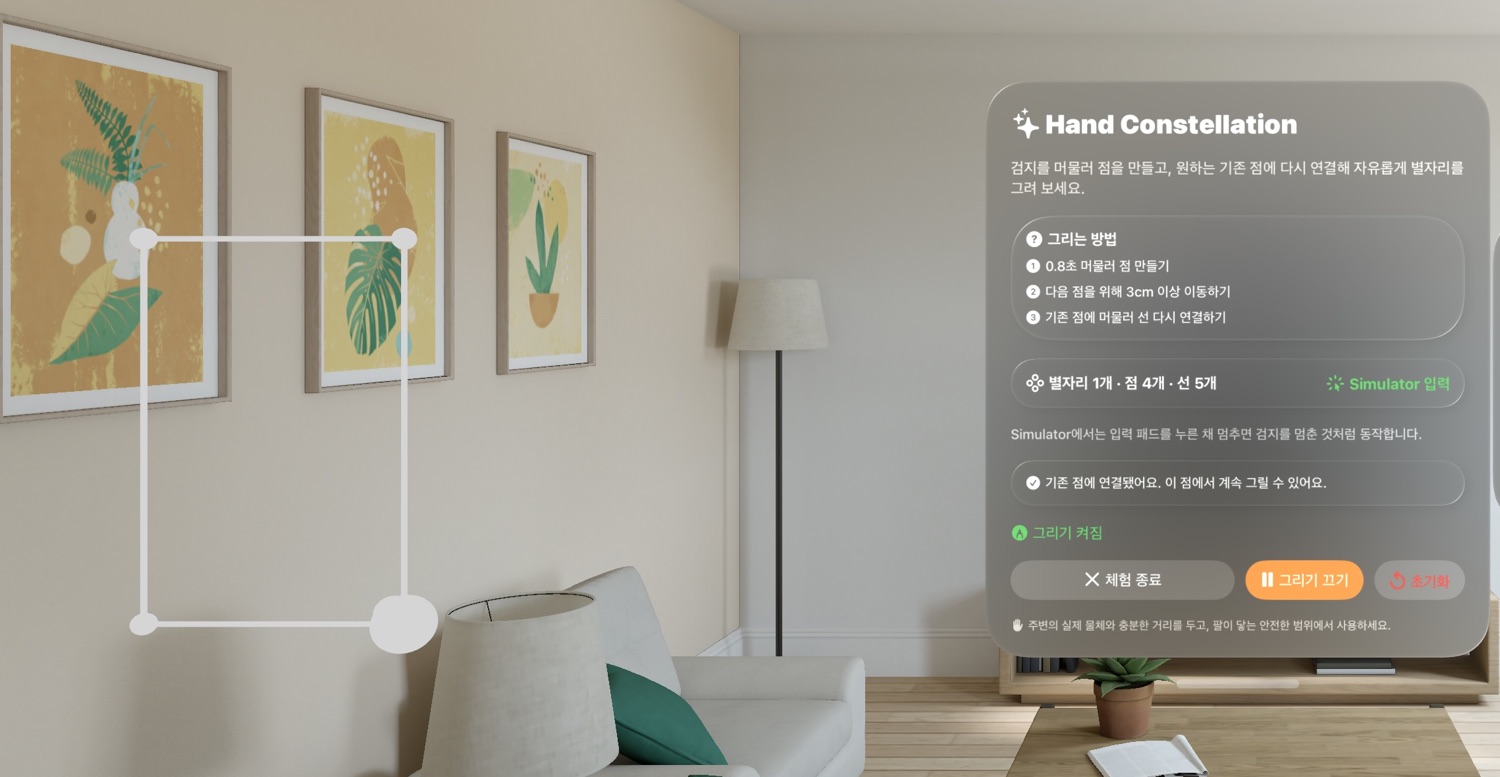 Hand Constellation
검지를 머물러 점을 만들고, 원하는 기존 점에 다시 연결해 자유롭게 별자리를
그려 보세요.
? 그리는 방법
1 0.8초 머물러 점 만들기
2 다음 점을 위해 3cm 이상 이동하기
3 기존 점에 머물러 선 다시 연결하기
별자리 1개 · 점 4개 · 선 5개 Simulator 입력
Simulator에서는 입력 패드를 누른 채 멈추면 검지를 멈춘 것처럼 동작합니다.
기존 점에 연결됐어요. 이 점에서 계속 그릴 수 있어요.
그리기 켜짐
체험 종료 그리기 끄기 초기화
주변의 실제 물체와 충분한 거리를 두고, 팔이 닿는 안전한 범위에서 사용하세요.